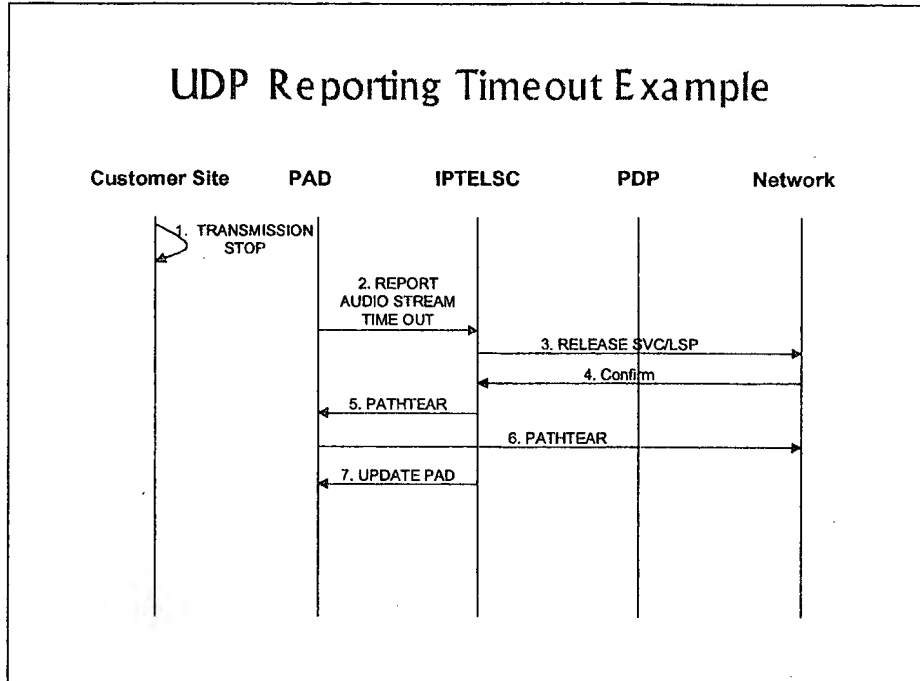 UDP Reporting Timeout Example
Customer Site PAD IPTELSC PDP Network
1. TRANSMISSION
STOP
2. REPORT
AUDIO STREAM
TIME OUT
3. RELEASE SVC/LSP
4. Confirm
5. PATHTEAR
6. PATHTEAR
7. UPDATE PAD